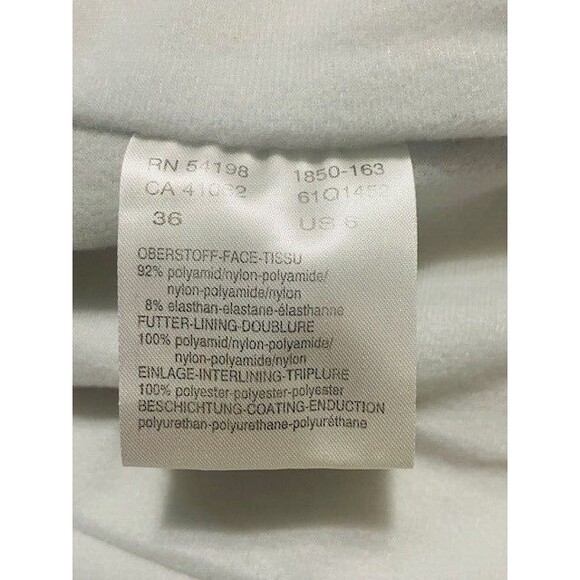 RN 54198 1850-163
CA 41032
36 US 6
OBERSTOFF-FACE-TISSU
92% polyamid/nylon-polyamide/
nylon-polyamide/nylon
8% elasthan-elastane-élasthanne
FUTTER-LINING-DOUBLURE
100% polyamid/nylon-polyamide/
nylon-polyamide/nylon
EINLAGE-INTERLINING-TRIPLURE
100% polyester-polyester-polyester
BESCHICHTUNG-COATING-ENDUCTION
polyurethan-polyurethane-polyuréthane